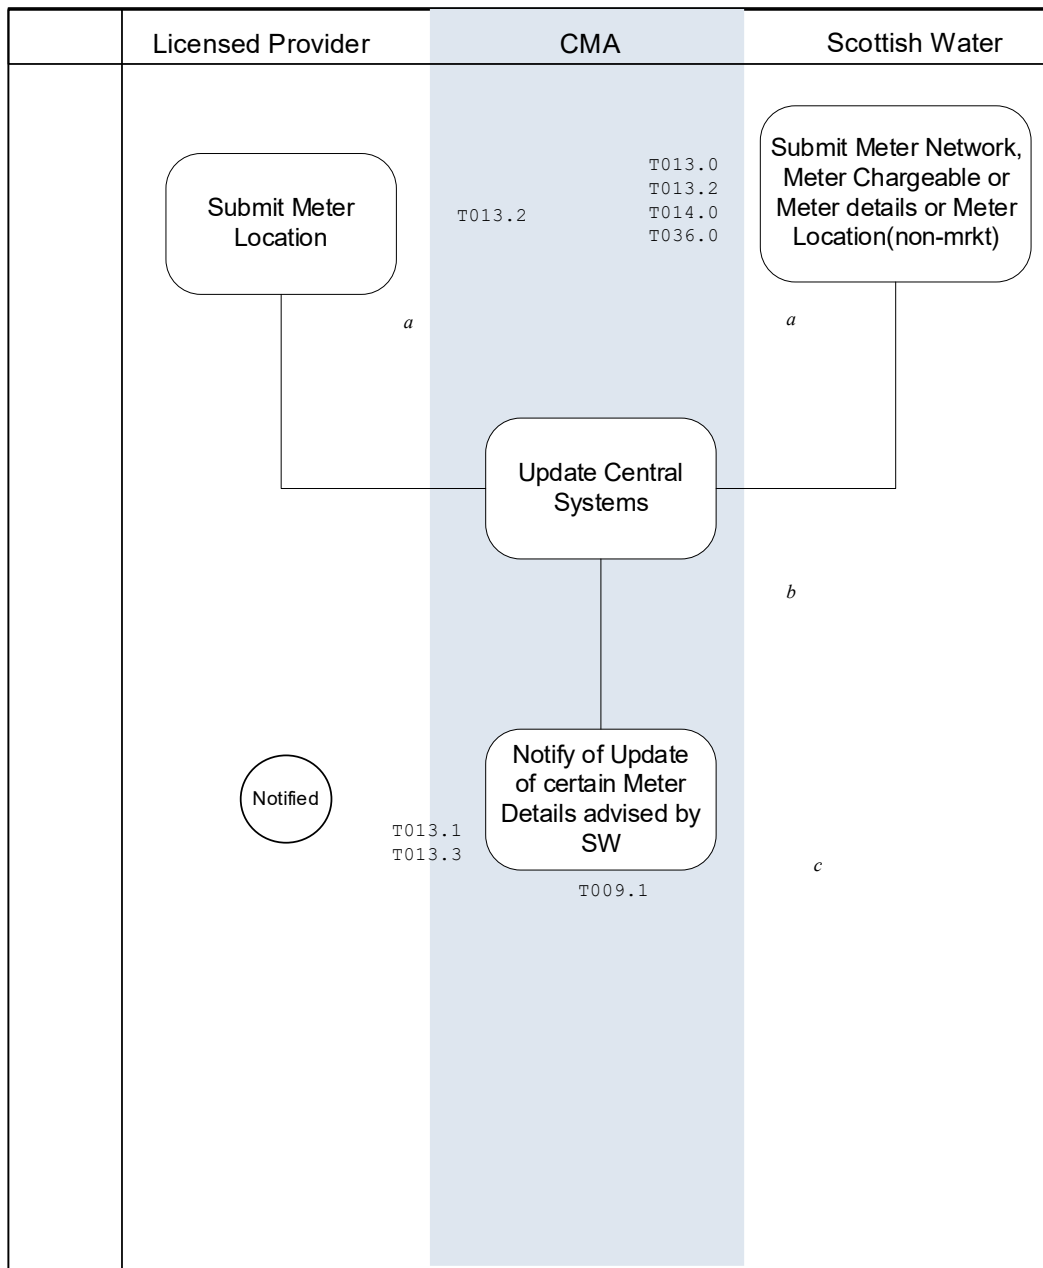 Licensed Provider
CMA
Scottish Water
Submit Meter
Location
T013.2
T013.0
T013.2
T014.0
T036.0
Submit Meter Network,
Meter Chargeable or
Meter details or Meter
Location(non-mrkt)
a
a
Update Central
Systems
b
Notified
T013.1
T013.3
Notify of Update
of certain Meter
Details advised by
SW
T009.1
c